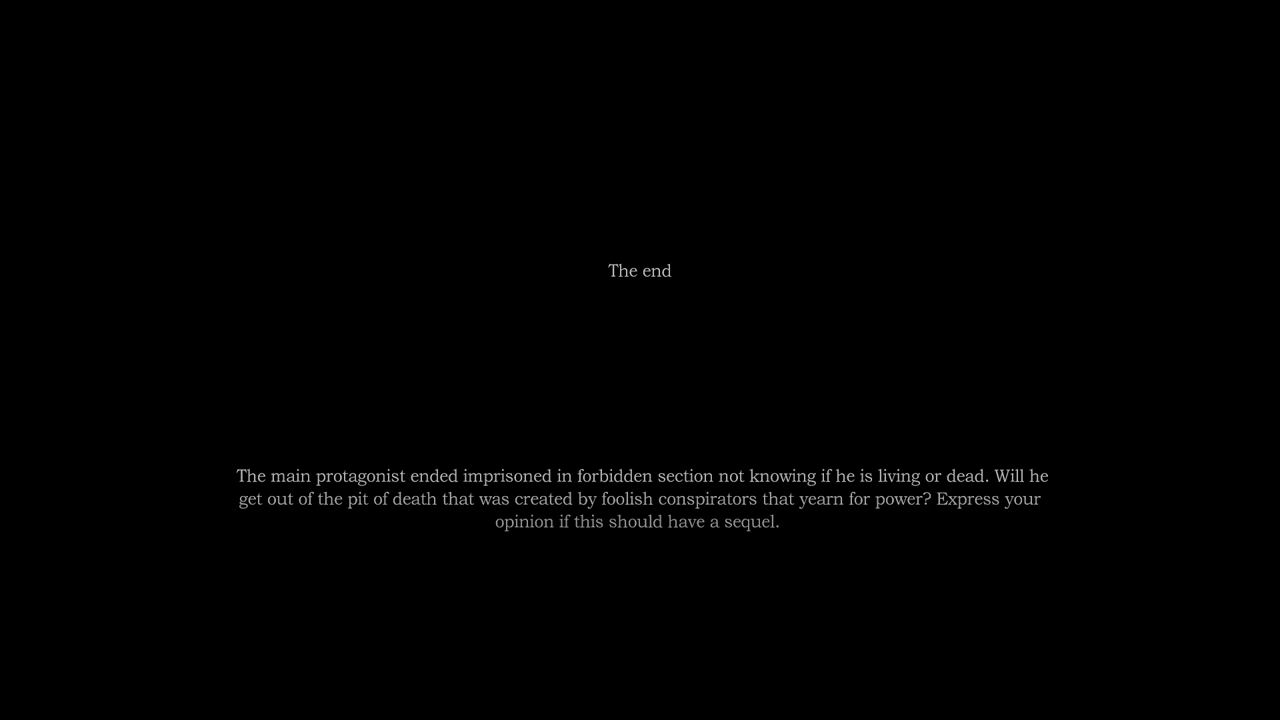 The end
The main protagonist ended imprisoned in forbidden section not knowing if he is living or dead. Will he
get out of the pit of death that was created by foolish conspirators that yearn for power? Express your
opinion if this should have a sequel.